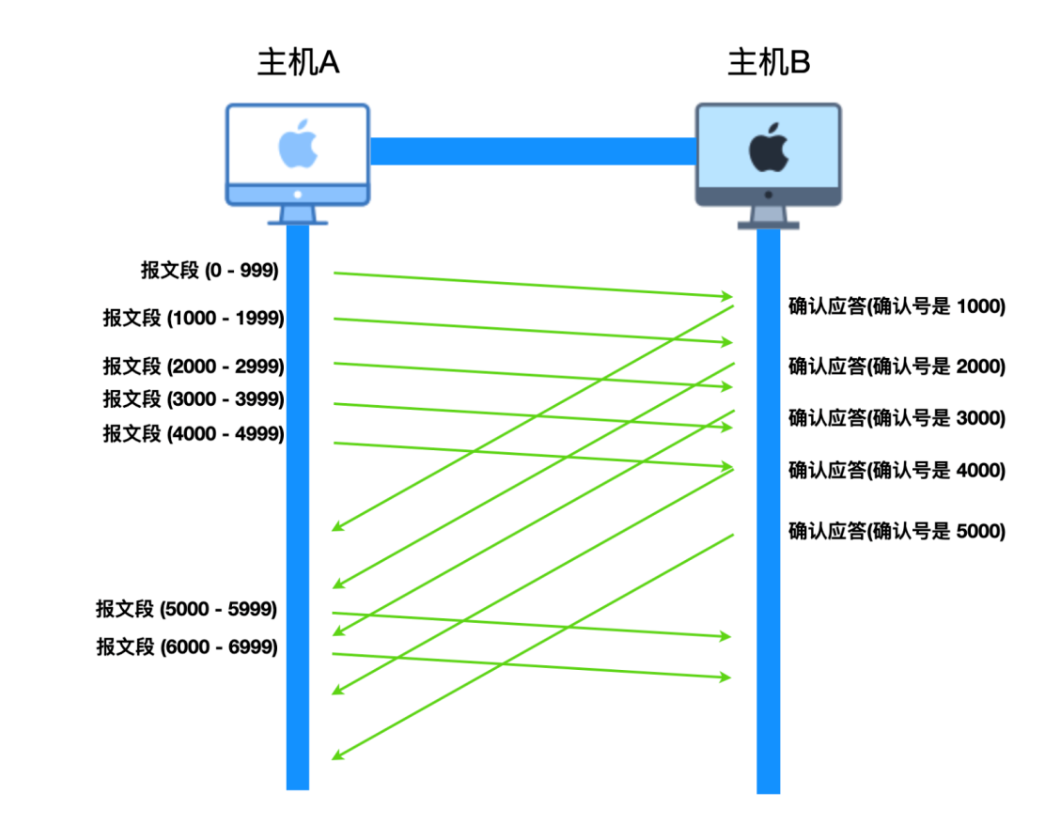 主机A
主机B
报文段 (0 - 999)
确认应答(确认号是 1000)
报文段 (1000 - 1999)
报文段 (2000 - 2999)
确认应答(确认号是 2000)
报文段 (3000 - 3999)
确认应答(确认号是 3000)
报文段 (4000 - 4999)
确认应答(确认号是 4000)
确认应答(确认号是 5000)
报文段 (5000 - 5999)
报文段 (6000 - 6999)